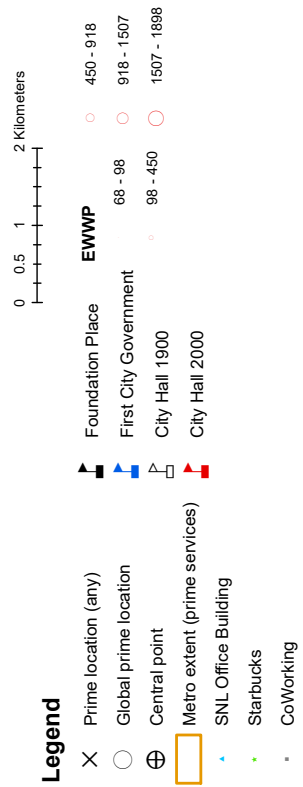 0 0.5 1 2 Kilometers
Legend
Prime location (any)
Global prime location
Central point
Metro extent (prime services)
SNL Office Building
Starbucks
CoWorking
Foundation Place
First City Government
City Hall 1900
City Hall 2000
EWWP
68 - 98
98 - 450
450 - 918
918 - 1507
1507 - 1898